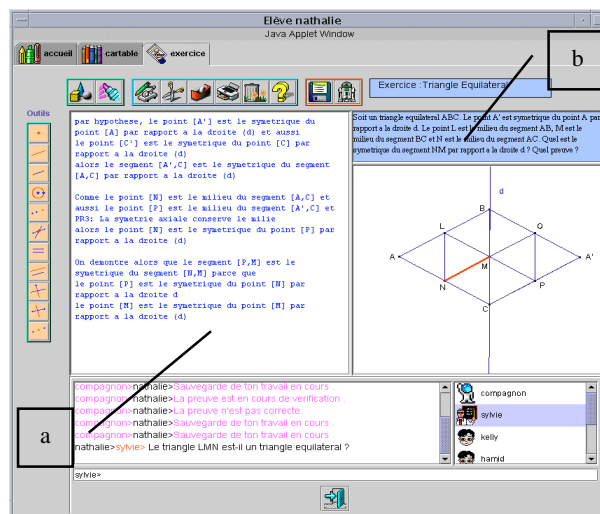 Elève nathalie
Java Applet Window
accueil cartable exercice
b
Exercice :Triangle Equilateral
Outils
par hypothese, le point [A'] est le symetrique du
point [A] par rapport a la droite (d) et aussi
le point [C'] est le symetrique du point [C] par
rapport a la droite (d)
alors le segment [A',C] est le symetrique du segment
[A,C] par rapport a la droite (d)
Comme le point [N] est le milieu du segment [A,C] et
aussi le point [P] est le milieu du segment [A',C] et
PR3: La symetrie axiale conserve le milie
alors le point [N] est le symetrique du point [P] par
rapport a la droite (d)
On demontre alors que le segment [P,M] est le
symetrique du segment [N,M] parce que
le point [P] est le symetrique du point [N] par
rapport a la droite d
le point [M] est le symetrique du point [M] par
rapport a la droite (d)
Soit un triangle equilateral ABC. Le point A' est symetrique du point A par
rapport a la droite d. Le point L est le milieu du segment AB, M est le
milieu du segment BC et N est le milieu du segment AC. Quel est le
symetrique du segment NM par rapport a la droite d ? Quel preuve ?
d
B
L Q
A M A'
N P
C
compagnon>nathalie>Sauvegarde de ton travail en cours .
compagnon>nathalie>La preuve est en cours de verification .
compagnon>nathalie>La preuve n'est pas correcte.
compagnon>nathalie>Sauvegarde de ton travail en cours .
compagnon>nathalie>Sauvegarde de ton travail en cours .
nathalie>sylvie> Le triangle LMN est-il un triangle equilateral ?
compagnon
sylvie
kelly
hamid
a
sylvie>